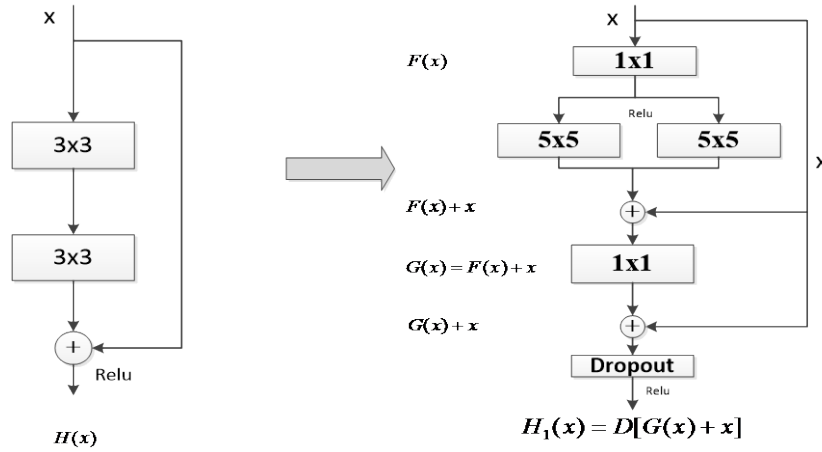 x
3x3
3x3
+
Relu
H(x)
x
F(x)
1x1
Relu
5x5
5x5
x
F(x)+x
+
G(x)=F(x)+x
1x1
G(x)+x
+
Dropout
Relu
H₁(x)=D[G(x)+x]